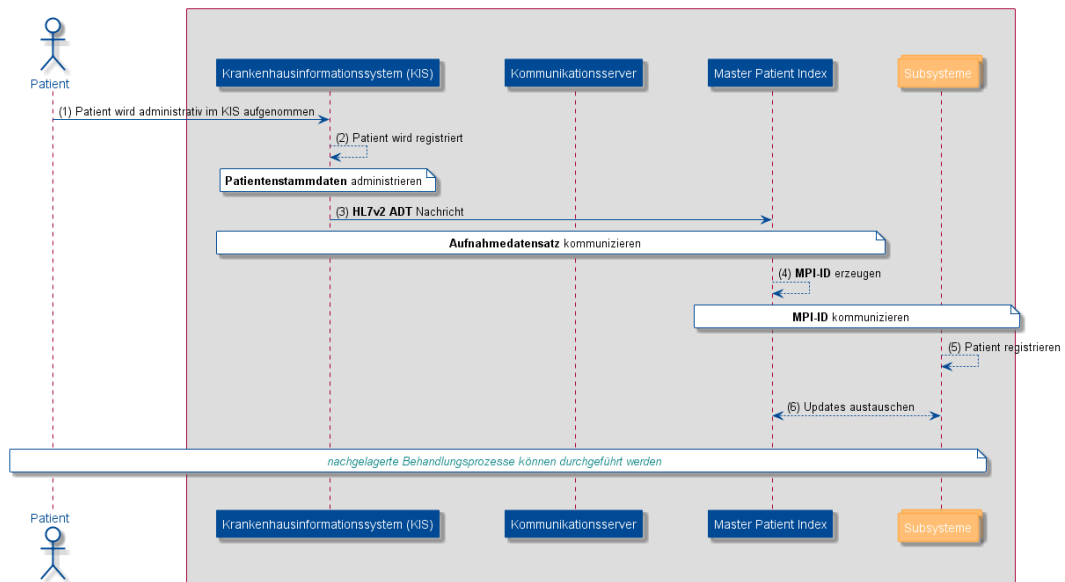 Patient
Krankenhausinformationssystem (KIS)
Kommunikationsserver
Master Patient Index
Subsysteme
(1) Patient wird administrativ im KIS aufgenommen
(2) Patient wird registriert
Patientenstammdaten administrieren
(3) HL7v2 ADT Nachricht
Aufnahmedatensatz kommunizieren
(4) MPI-ID erzeugen
MPI-ID kommunizieren
(5) Patient registrieren
(6) Updates austauschen
nachgelagerte Behandlungsprozesse können durchgeführt werden
Patient
Krankenhausinformationssystem (KIS)
Kommunikationsserver
Master Patient Index
Subsysteme